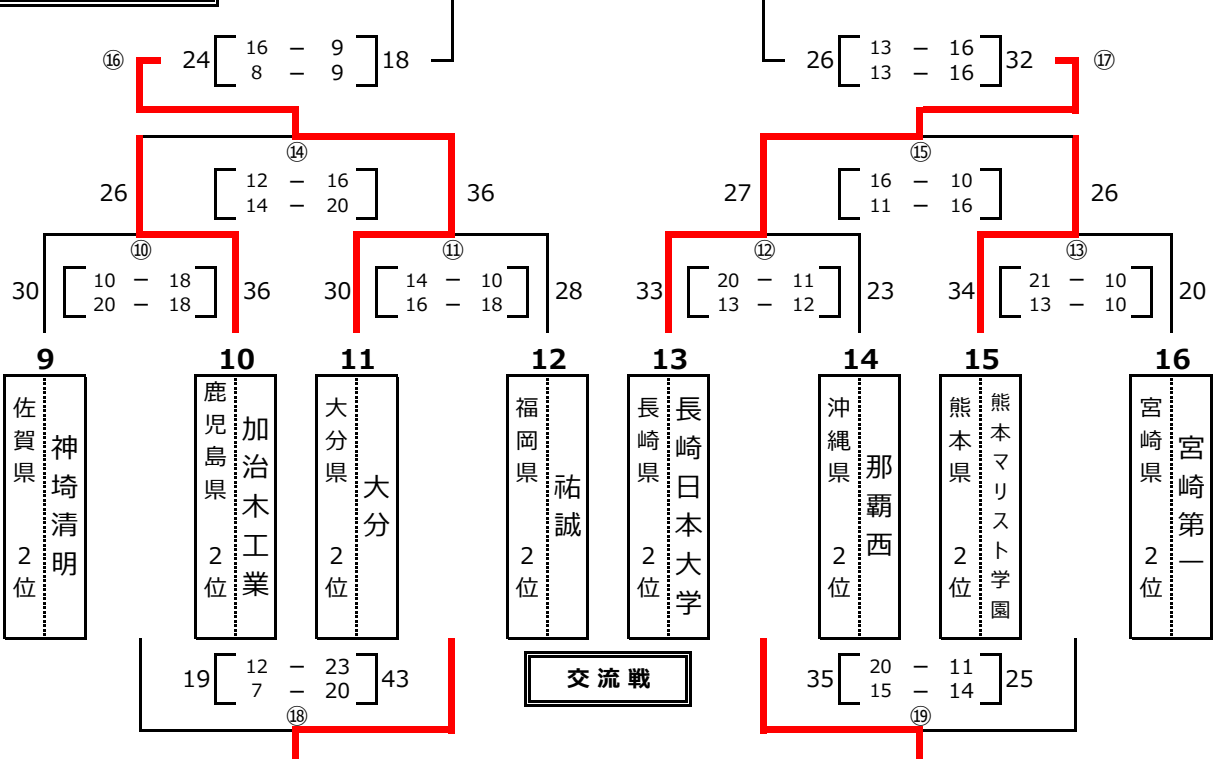 ⑯ 24 16 － 9 18 26 13 － 16 32 ⑰
8 － 9 13 － 16
⑭ ⑮
26 12 － 16 36 27 16 － 10 26
14 － 20 11 － 16
⑩ ⑪ ⑫ ⑬
30 10 － 18 36 30 14 － 10 28 33 20 － 11 23 34 21 － 10 20
20 － 18 16 － 18 13 － 12 13 － 10
9 10 11 12 13 14 15 16
佐賀県 2位
神埼清明
鹿児島県 2位
加治木工業
大分県 2位
大分
福岡県 2位
祐誠
長崎県 2位
長崎日本大学
沖縄県 2位
那覇西
熊本県 2位
熊本マリスト学園
宮崎県 2位
宮崎第一
19 12 － 23 43 交流戦 35 20 － 11 25
7 － 20 15 － 14
⑱ ⑲